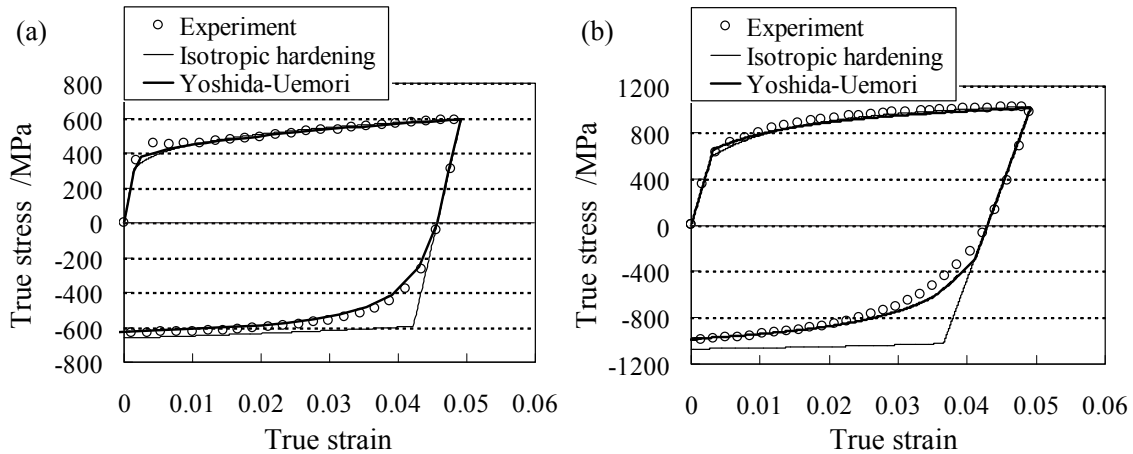 (a)
Experiment
Isotropic hardening
Yoshida-Uemori
800
600
400
200
0
-200
-400
-600
-800
True stress /MPa
0 0.01 0.02 0.03 0.04 0.05 0.06
True strain
(b)
Experiment
Isotropic hardening
Yoshida-Uemori
1200
800
400
0
-400
-800
-1200
True stress /MPa
0 0.01 0.02 0.03 0.04 0.05 0.06
True strain